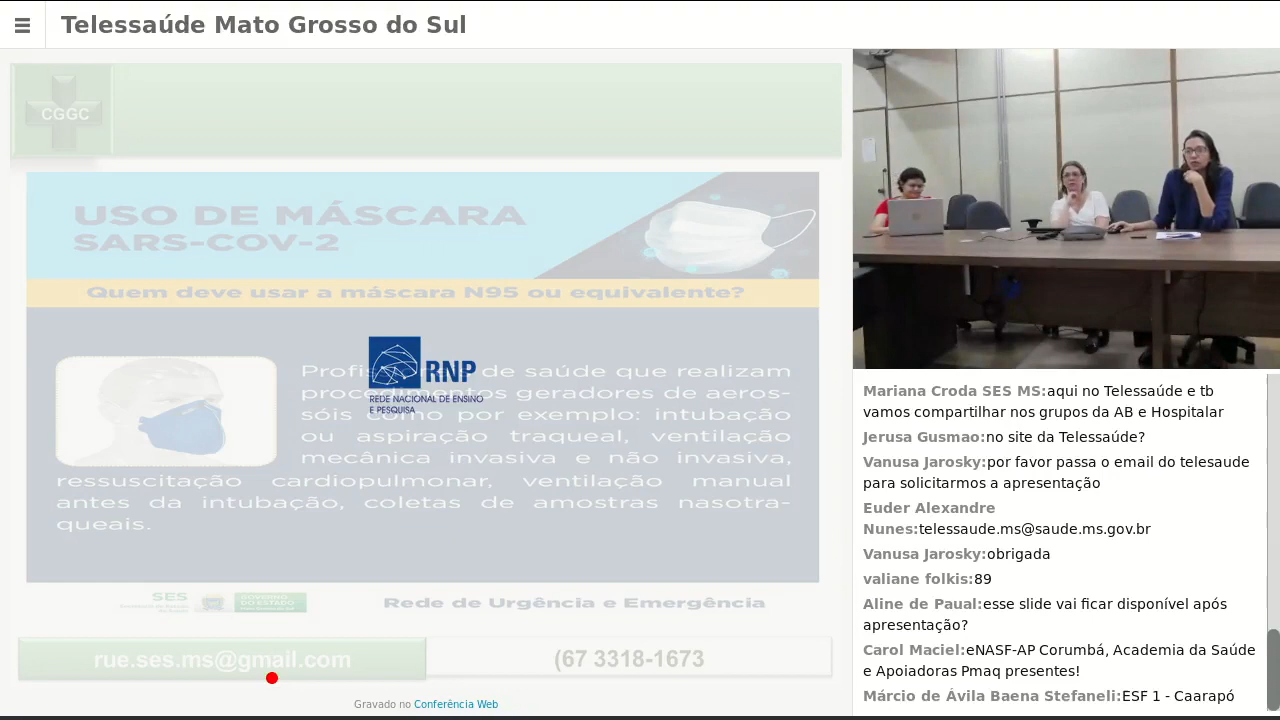 Telessaúde Mato Grosso do Sul
CGGC
USO DE MÁSCARA
SARS-COV-2
Quem deve usar a máscara N95 ou equivalente?
Profissionais de saúde que realizam
procedimentos geradores de aeros-
sóis como por exemplo: intubação
ou aspiração traqueal, ventilação
mecânica invasiva e não invasiva,
ressuscitação cardiopulmonar, ventilação manual
antes da intubação, coletas de amostras nasotra-
queais.
RNP
REDE NACIONAL DE ENSINO
E PESQUISA
SES
GOVERNO
DO ESTADO
Rede de Urgência e Emergência
rue.ses.ms@gmail.com
(67 3318-1673
Gravado no Conferência Web
Mariana Croda SES MS:aqui no Telessaúde e tb
vamos compartilhar nos grupos da AB e Hospitalar
Jerusa Gusmao:no site da Telessaúde?
Vanusa Jarosky:por favor passa o email do telesaude
para solicitarmos a apresentação
Euder Alexandre
Nunes:telessaude.ms@saude.ms.gov.br
Vanusa Jarosky:obrigada
valiane folkis:89
Aline de Paual:esse slide vai ficar disponível após
apresentação?
Carol Maciel:eNASF-AP Corumbá, Academia da Saúde
e Apoiadoras Pmaq presentes!
Márcio de Ávila Baena Stefaneli:ESF 1 - Caarapó